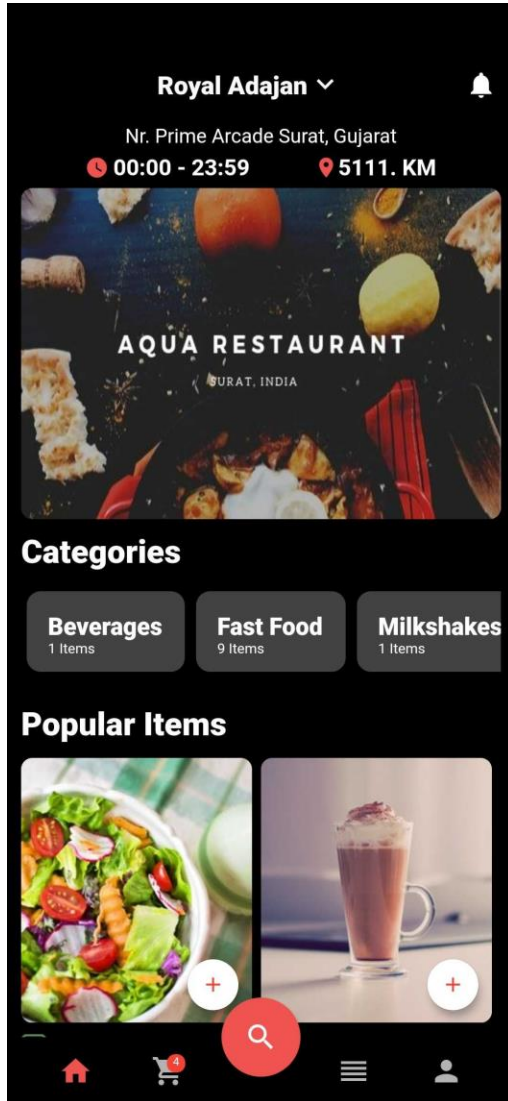 Royal Adajan
Nr. Prime Arcade Surat, Gujarat
00:00 - 23:59 5111. KM
AQUA RESTAURANT
SURAT, INDIA
Categories
Beverages Fast Food Milkshakes
1 Items 9 Items 1 Items
Popular Items
+ +
4